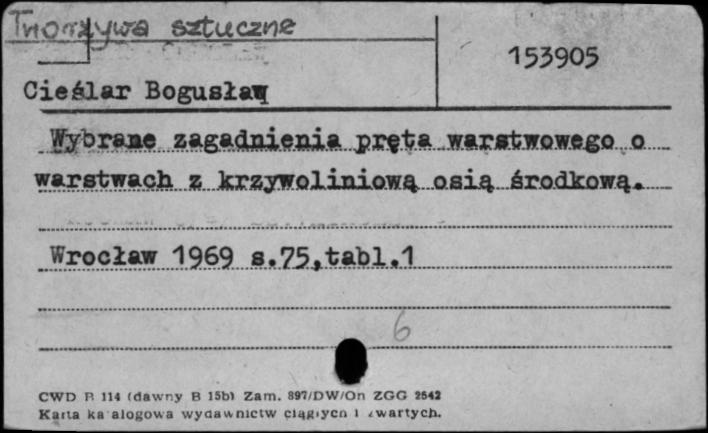 Tworzywa sztuczne
153905
Cieślar Bogusław
Wybrane zagadnienia pręta warstwowego o
warstwach z krzywoliniową osią środkową.
Wrocław 1969 s.75,tabl.1
6
CWD B 114 (dawny B 15b) Zam. 897/DW/On ZGG 2542
Karta katalogowa wydawnictw ciągłych i zwartych.